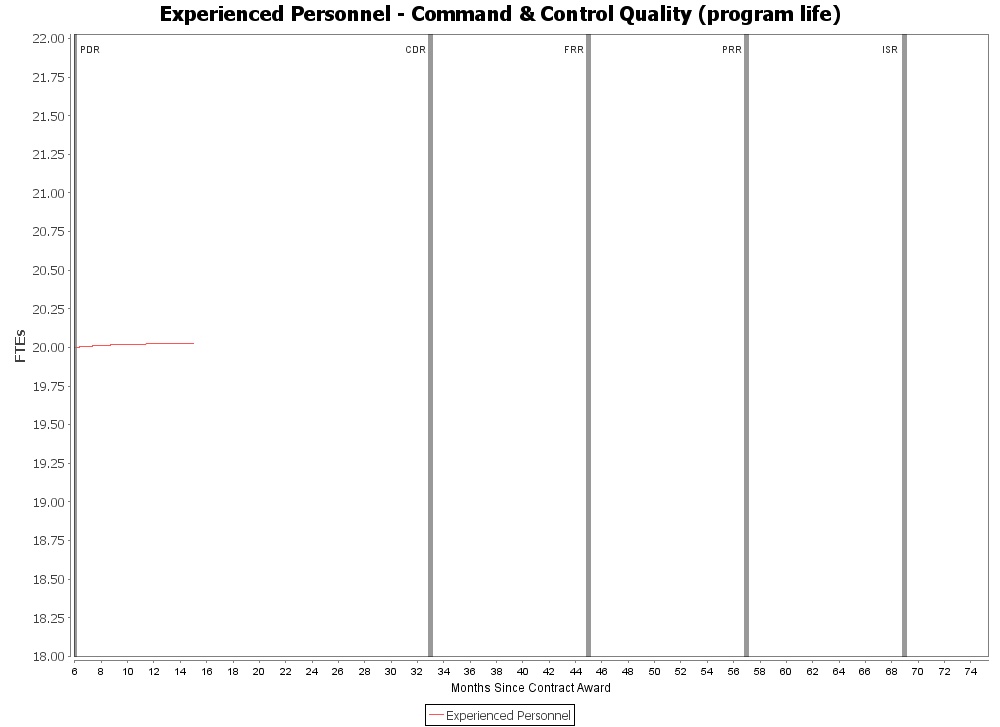 Experienced Personnel - Command & Control Quality (program life)
22.00
21.75
21.50
21.25
21.00
20.75
20.50
20.25
20.00
19.75
19.50
19.25
19.00
18.75
18.50
18.25
18.00
FTEs
PDR CDR FRR PRR ISR
6 8 10 12 14 16 18 20 22 24 26 28 30 32 34 36 38 40 42 44 46 48 50 52 54 56 58 60 62 64 66 68 70 72 74
Months Since Contract Award
Experienced Personnel